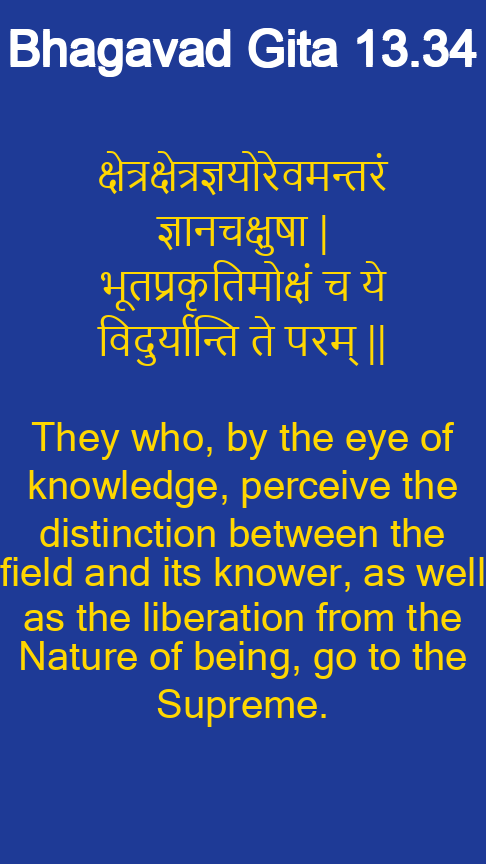 Bhagavad Gita 13.34
क्षेत्रक्षेत्रज्ञयोरेवमन्तरं
ज्ञानचक्षुषा |
भूतप्रकृतिमोक्षं च ये
विदुर्यान्ति ते परम् ||
They who, by the eye of
knowledge, perceive the
distinction between the
field and its knower, as well
as the liberation from the
Nature of being, go to the
Supreme.